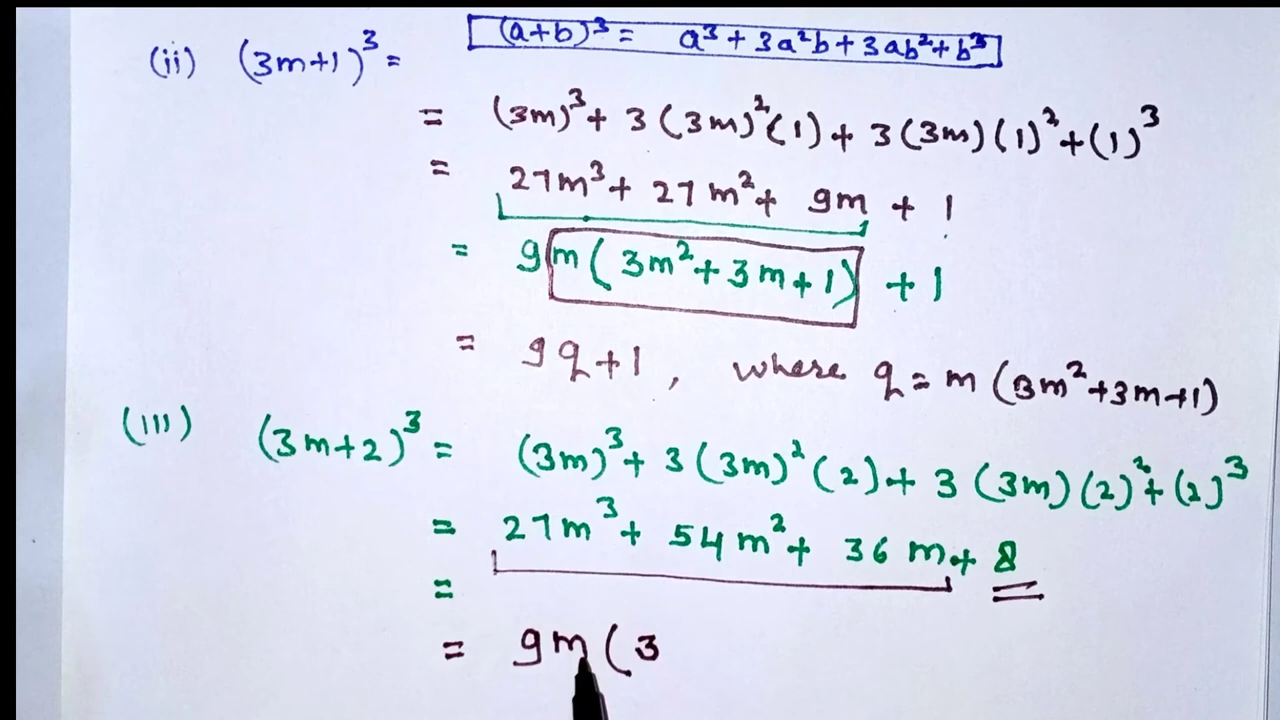 (a+b)³ = a³ + 3a²b + 3ab² + b³
(ii) (3m+1)³ =
= (3m)³ + 3(3m)²(1) + 3(3m)(1)² + (1)³
= 27m³ + 27m² + 9m + 1
= 9m(3m²+3m+1) + 1
= 9q+1, where q = m(3m²+3m+1)
(iii) (3m+2)³ = (3m)³ + 3(3m)²(2) + 3(3m)(2)² + (2)³
= 27m³ + 54m² + 36m + 8
=
= 9m(3